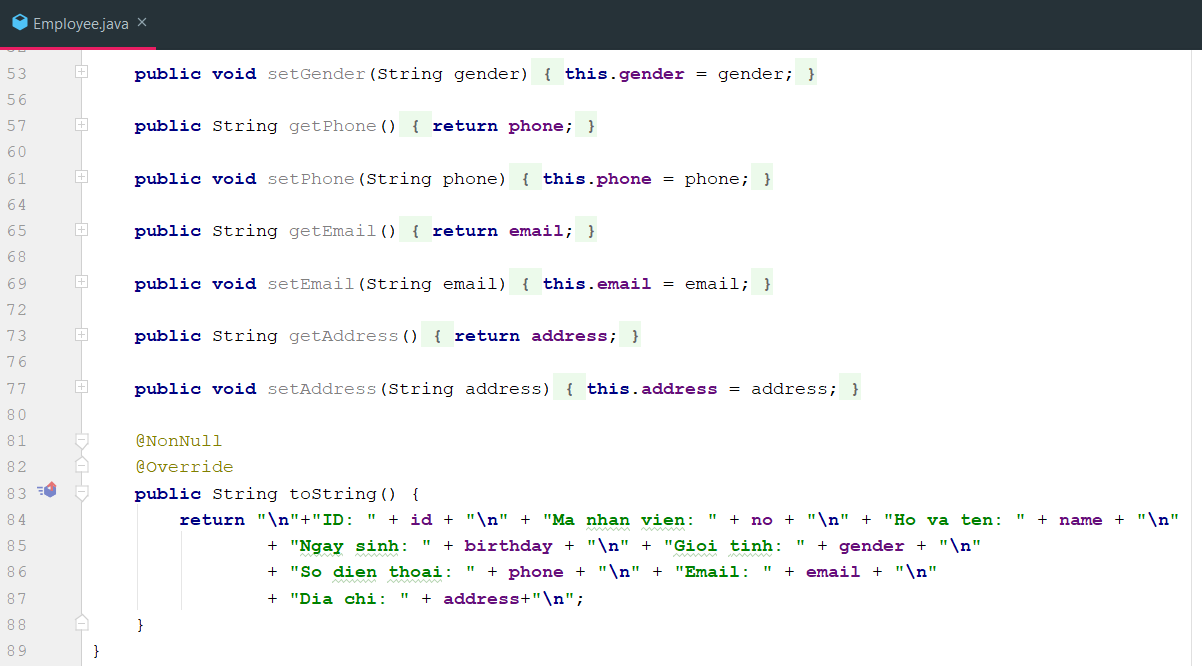 Employee.java
53 public void setGender(String gender) { this.gender = gender; }
56
57 public String getPhone() { return phone; }
60
61 public void setPhone(String phone) { this.phone = phone; }
64
65 public String getEmail() { return email; }
68
69 public void setEmail(String email) { this.email = email; }
72
73 public String getAddress() { return address; }
76
77 public void setAddress(String address) { this.address = address; }
80
81 @NonNull
82 @Override
83 public String toString() {
84 return "\n"+"ID: " + id + "\n" + "Ma nhan vien: " + no + "\n" + "Ho va ten: " + name + "\n"
85 + "Ngay sinh: " + birthday + "\n" + "Gioi tinh: " + gender + "\n"
86 + "So dien thoai: " + phone + "\n" + "Email: " + email + "\n"
87 + "Dia chi: " + address+"\n";
88 }
89 }